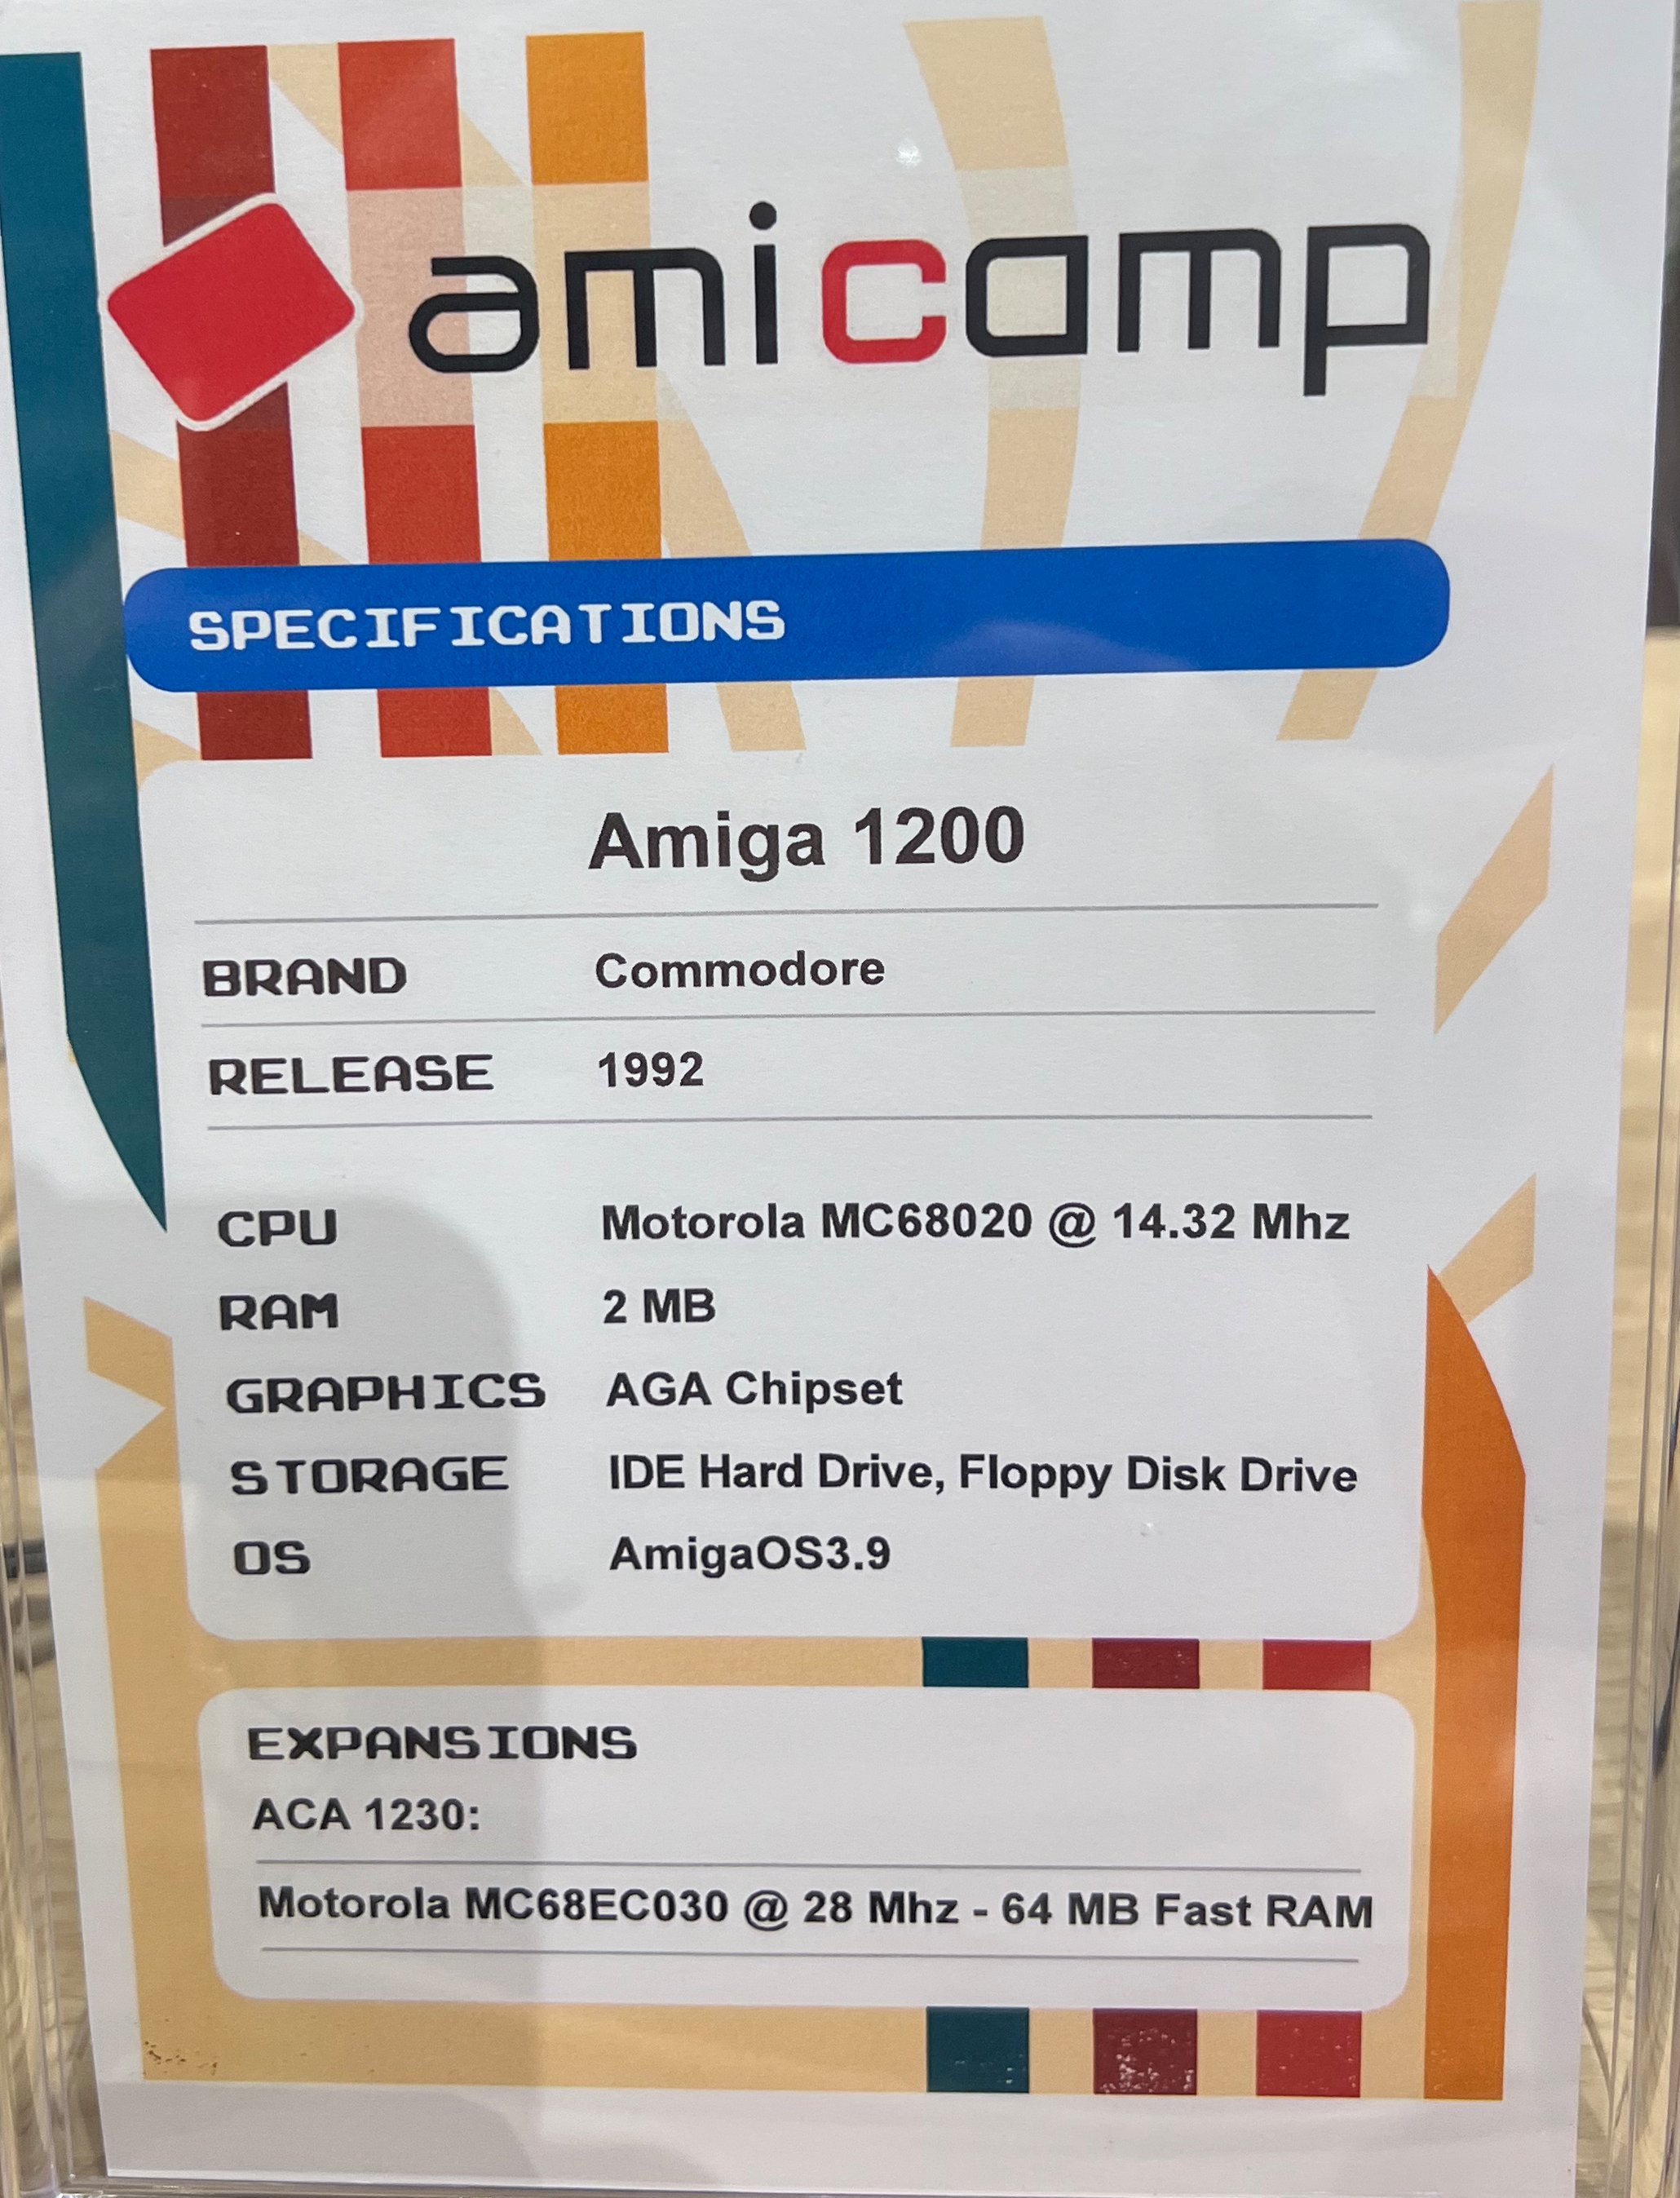 amicamp
SPECIFICATIONS
Amiga 1200
BRAND Commodore
RELEASE 1992
CPU Motorola MC68020 @ 14.32 Mhz
RAM 2 MB
GRAPHICS AGA Chipset
STORAGE IDE Hard Drive, Floppy Disk Drive
OS AmigaOS3.9
EXPANSIONS
ACA 1230:
Motorola MC68EC030 @ 28 Mhz - 64 MB Fast RAM